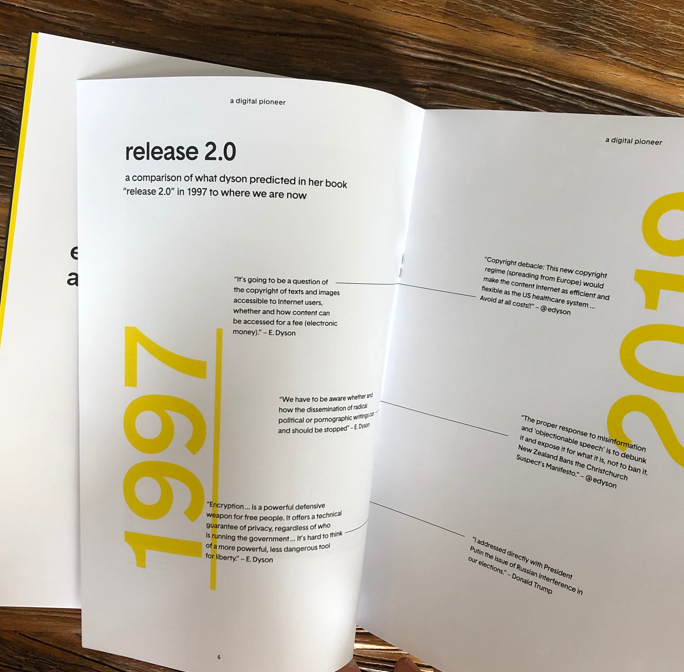 a digital pioneer
release 2.0
a comparison of what dyson predicted in her book
"release 2.0" in 1997 to where we are now
1997
"It's going to be a question of
the copyright of texts and images
accessible to Internet users,
whether and how content can
be accessed for a fee (electronic
money)." – E. Dyson
"We have to be aware whether and
how the dissemination of radical
political or pornographic writings can
and should be stopped" – E. Dyson
"Encryption... is a powerful defensive
weapon for free people. It offers a technical
guarantee of privacy, regardless of who
is running the government... It's hard to think
of a more powerful, less dangerous tool
for liberty." – E. Dyson
6
a digital pioneer
2019
"Copyright debacle: This new copyright
regime (spreading from Europe) would
make the content Internet as efficient and
flexible as the US healthcare system ...
Avoid at all costs!!" – @edyson
"The proper response to misinformation
and 'objectionable speech' is to debunk
it and expose it for what it is, not to ban it.
New Zealand Bans the Christchurch
Suspect's Manifesto." – @edyson
"I addressed directly with President
Putin the issue of Russian interference in
our elections." – Donald Trump
e
a